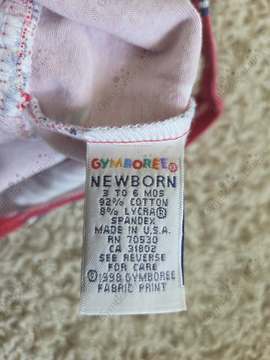 GYMBOREE®
NEWBORN
3 TO 6 MOS
92% COTTON
8% LYCRA®
SPANDEX
MADE IN U.S.A.
RN 70530
CA 31802
SEE REVERSE
FOR CARE
©1998 GYMBOREE
FABRIC PRINT